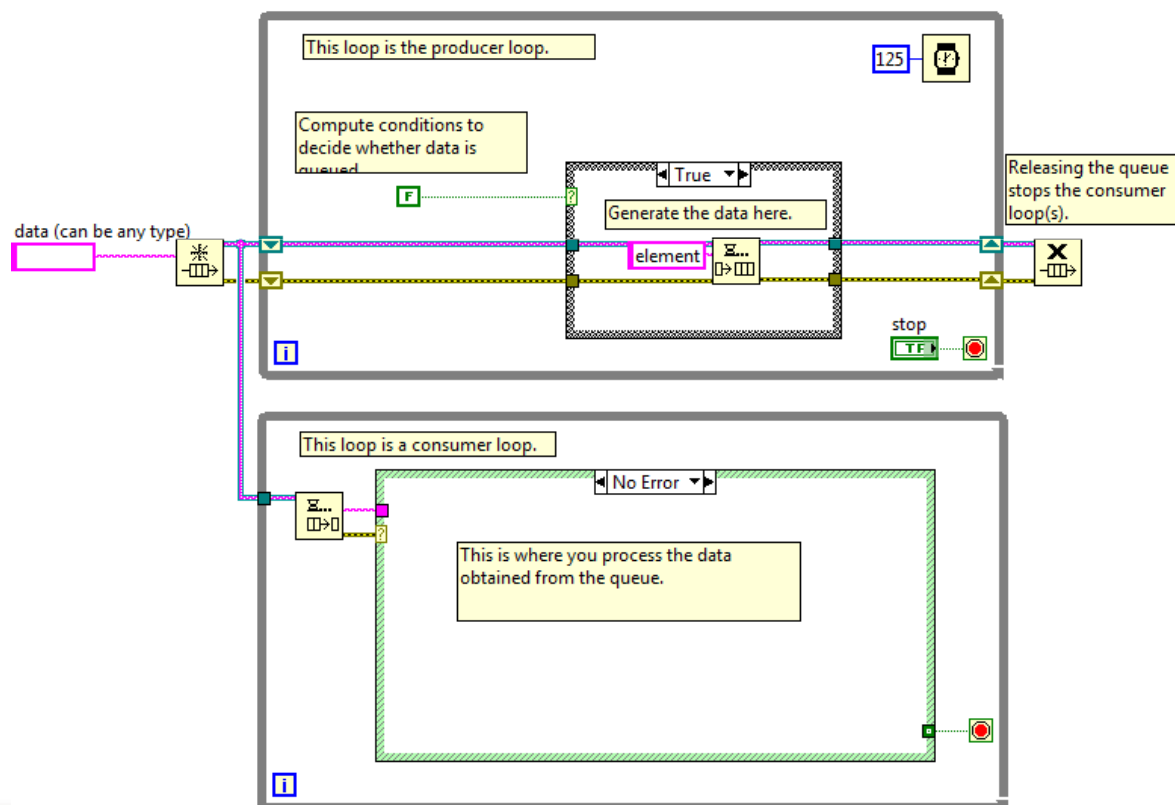 This loop is the producer loop.
125
Compute conditions to
decide whether data is
queued
True
Releasing the queue
stops the consumer
loop(s).
F
?
Generate the data here.
data (can be any type)
element
stop
TF
i
This loop is a consumer loop.
No Error
?
This is where you process the data
obtained from the queue.
i